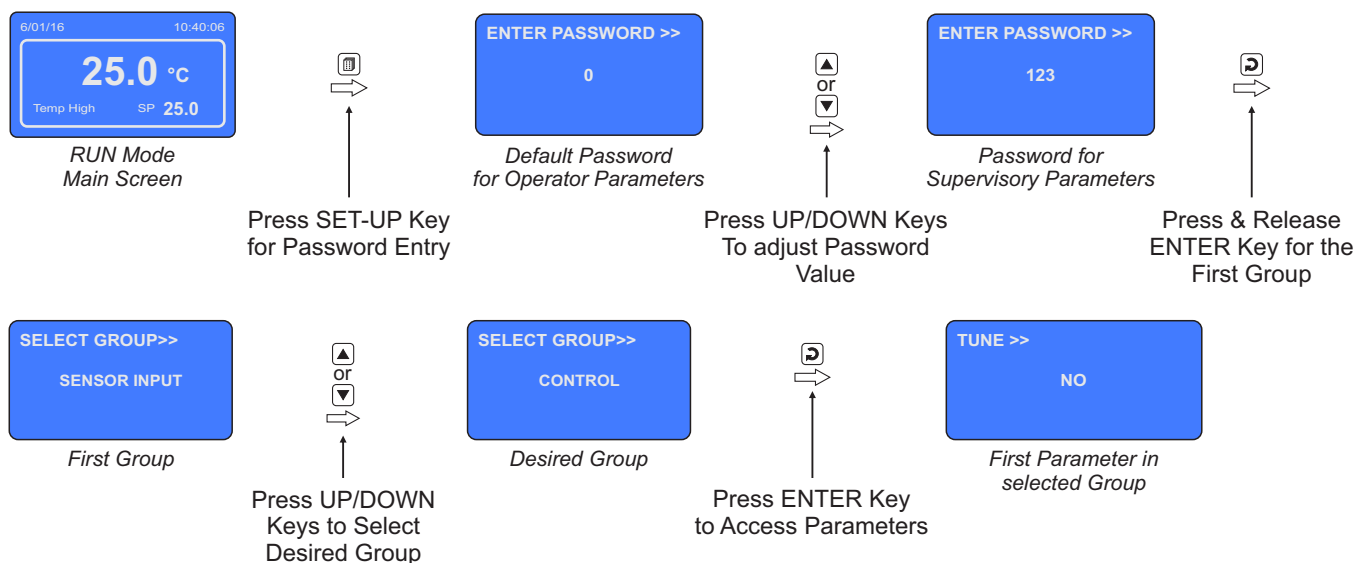 6/01/16 10:40:06
25.0 °C
Temp High SP 25.0
RUN Mode
Main Screen
Press SET-UP Key
for Password Entry
ENTER PASSWORD >>
0
Default Password
for Operator Parameters
or
Press UP/DOWN Keys
To adjust Password
Value
ENTER PASSWORD >>
123
Password for
Supervisory Parameters
Press & Release
ENTER Key for the
First Group
SELECT GROUP>>
SENSOR INPUT
First Group
or
Press UP/DOWN
Keys to Select
Desired Group
SELECT GROUP>>
CONTROL
Desired Group
Press ENTER Key
to Access Parameters
TUNE >>
NO
First Parameter in
selected Group